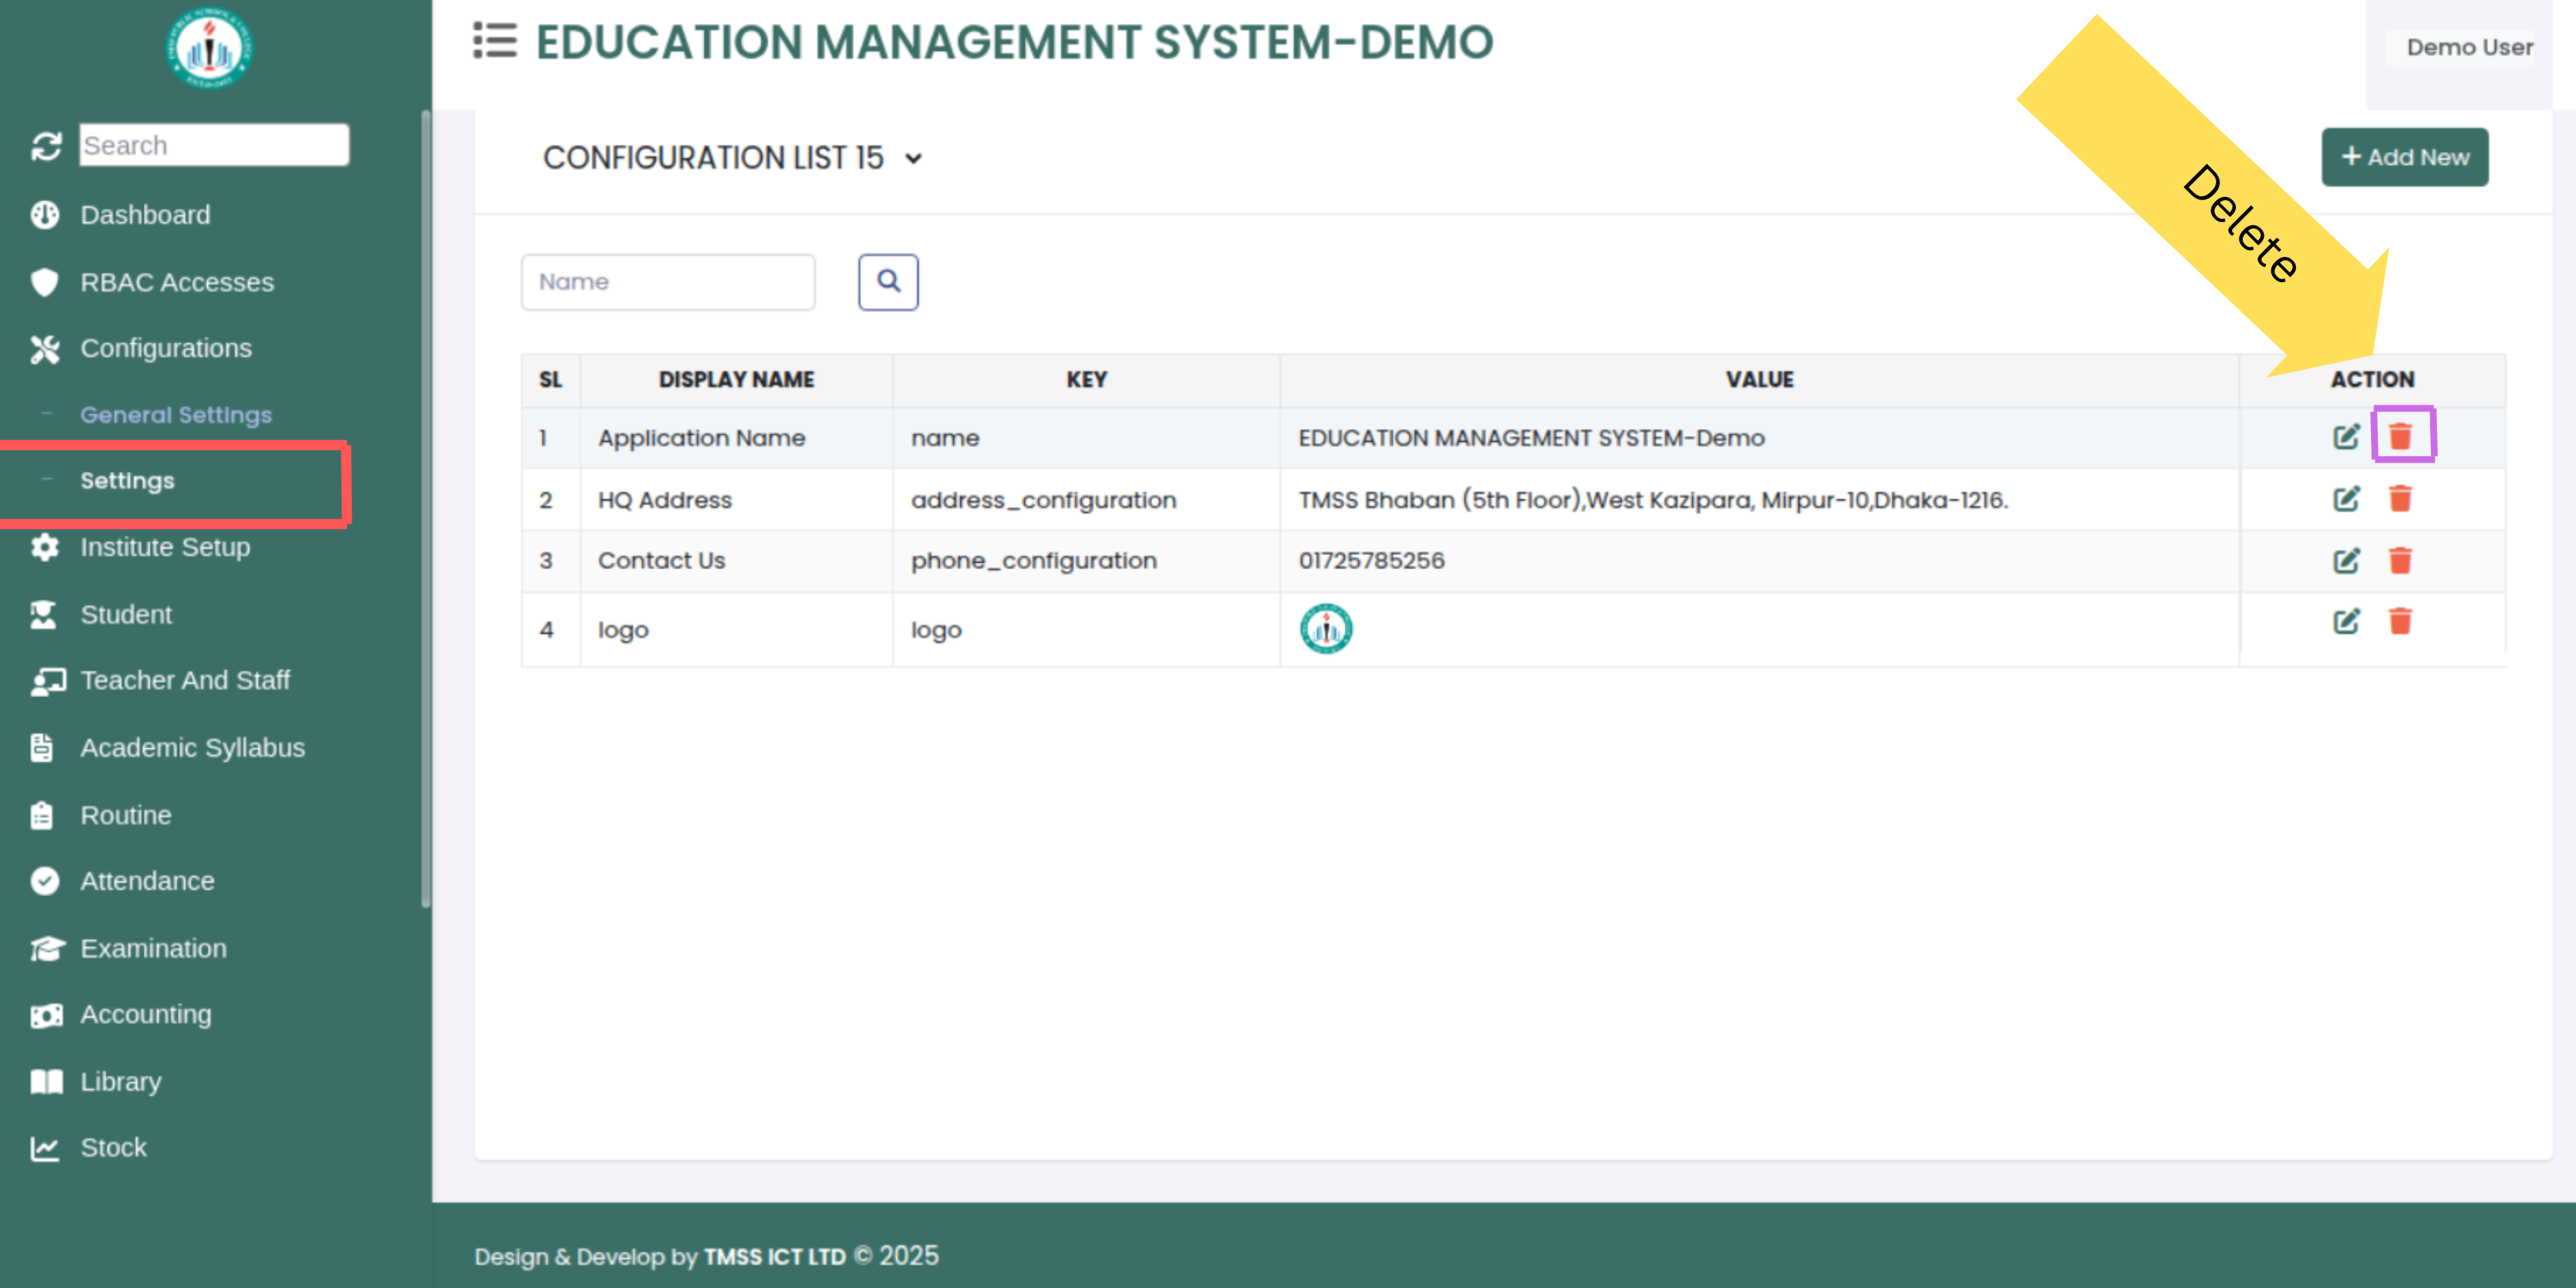 EDUCATION MANAGEMENT SYSTEM-DEMO
Demo User
Search
Dashboard
RBAC Accesses
Configurations
General Settings
Settings
Institute Setup
Student
Teacher And Staff
Academic Syllabus
Routine
Attendance
Examination
Accounting
Library
Stock
CONFIGURATION LIST 15
+ Add New
Delete
Name
SL DISPLAY NAME KEY VALUE ACTION
1 Application Name name EDUCATION MANAGEMENT SYSTEM-Demo
2 HQ Address address_configuration TMSS Bhaban (5th Floor),West Kazipara, Mirpur-10,Dhaka-1216.
3 Contact Us phone_configuration 01725785256
4 logo logo
Design & Develop by TMSS ICT LTD © 2025